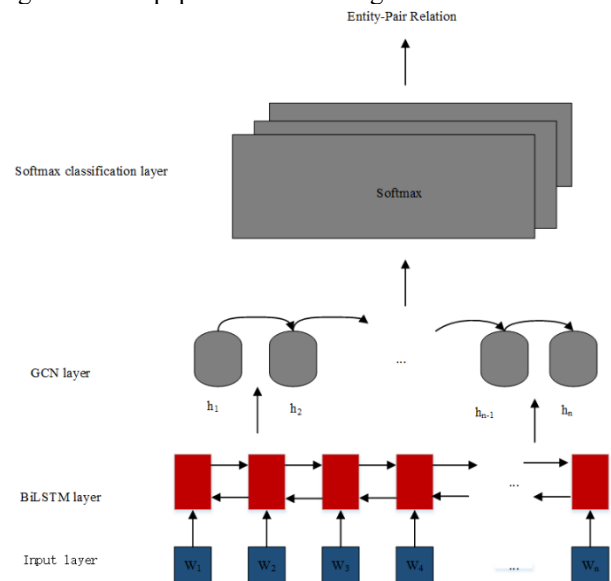 Entity-Pair Relation
Softmax classification layer
Softmax
...
GCN layer
h1 h2 hn-1 hn
...
BiLSTM layer
Input layer
W1 W2 W3 W4 ... Wn